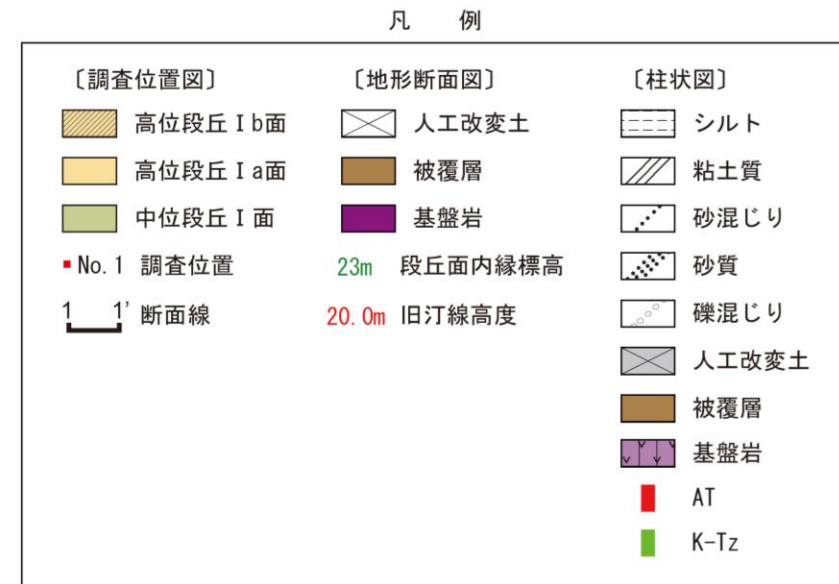 凡 例
〔調査位置図〕
高位段丘Ⅰb面
高位段丘Ⅰa面
中位段丘Ⅰ面
No.1 調査位置
1 1' 断面線
〔地形断面図〕
人工改変土
被覆層
基盤岩
23m 段丘面内縁標高
20.0m 旧汀線高度
〔柱状図〕
シルト
粘土質
砂混じり
砂質
礫混じり
人工改変土
被覆層
基盤岩
AT
K-Tz